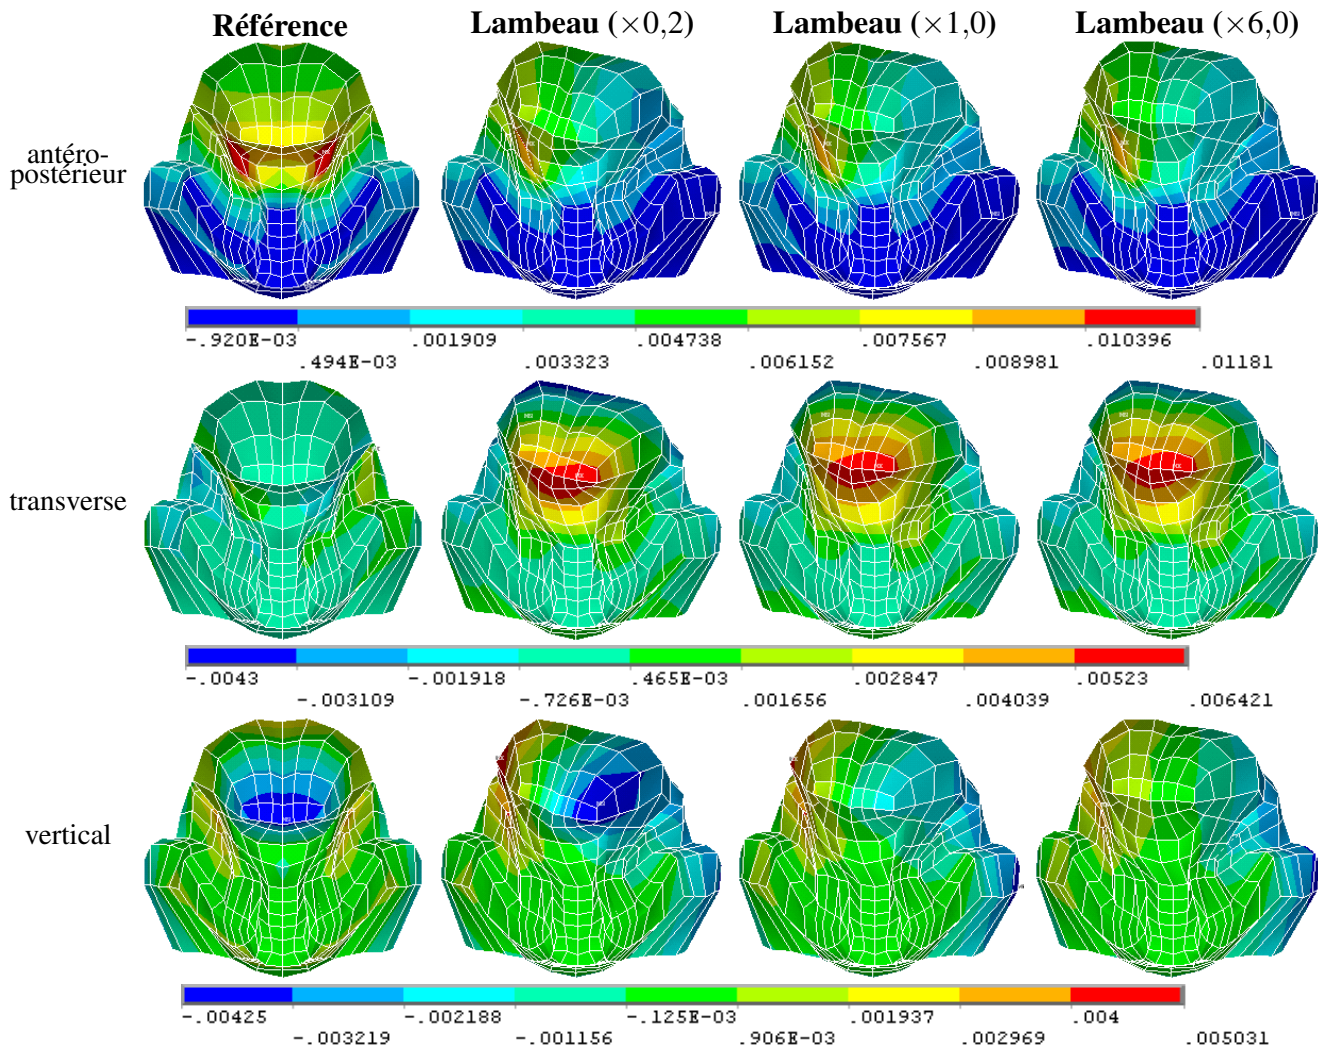 Référence Lambeau (×0,2) Lambeau (×1,0) Lambeau (×6,0)
antéro-
postérieur
-.920E-03 .001909 .004738 .007567 .010396
.494E-03 .003323 .006152 .008981 .01181
transverse
-.0043 -.001918 .465E-03 .002847 .00523
-.003109 -.726E-03 .001656 .004039 .006421
vertical
-.00425 -.002188 -.125E-03 .001937 .004
-.003219 -.001156 .906E-03 .002969 .005031